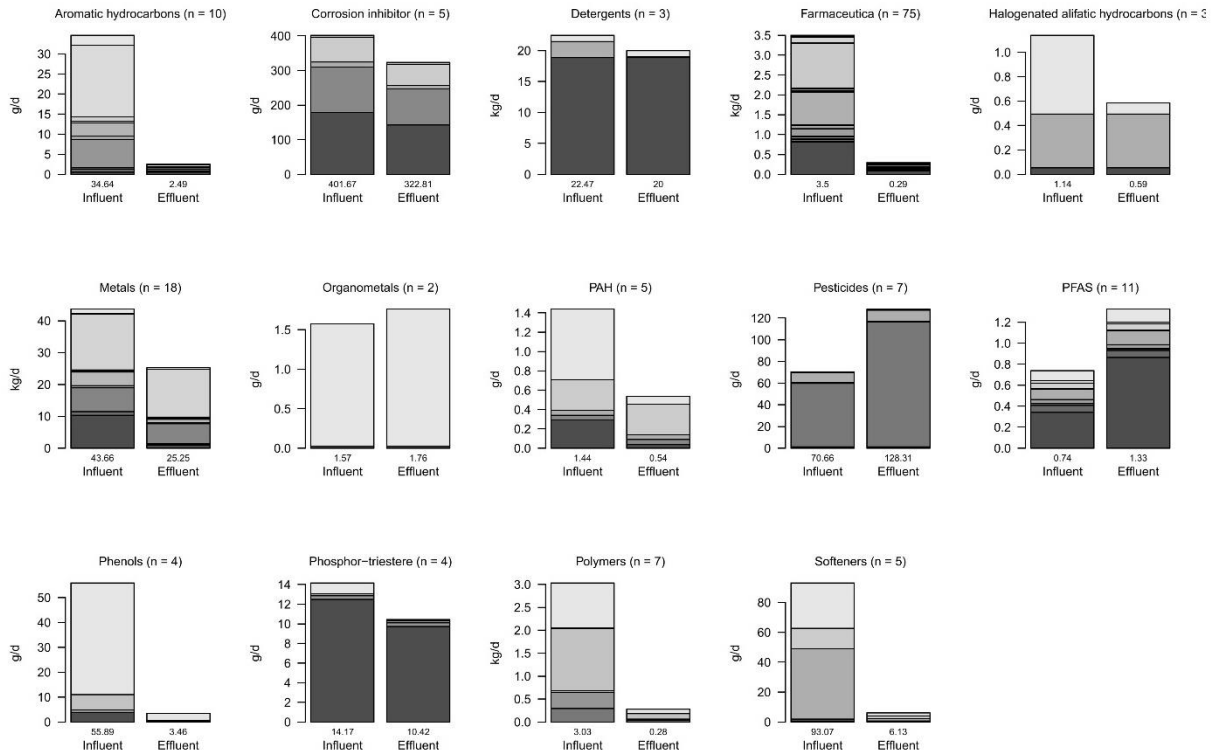 Aromatic hydrocarbons (n = 10)
g/d
30
25
20
15
10
5
0
34.64
2.49
Influent
Effluent
Corrosion inhibitor (n = 5)
g/d
400
300
200
100
0
401.67
322.81
Influent
Effluent
Detergents (n = 3)
kg/d
20
15
10
5
0
22.47
20
Influent
Effluent
Farmaceutica (n = 75)
kg/d
3.5
3.0
2.5
2.0
1.5
1.0
0.5
0.0
3.5
0.29
Influent
Effluent
Halogenated alifatic hydrocarbons (n = 3
g/d
1.0
0.8
0.6
0.4
0.2
0.0
1.14
0.59
Influent
Effluent
Metals (n = 18)
kg/d
40
30
20
10
0
43.66
25.25
Influent
Effluent
Organometals (n = 2)
g/d
1.5
1.0
0.5
0.0
1.57
1.76
Influent
Effluent
PAH (n = 5)
g/d
1.4
1.2
1.0
0.8
0.6
0.4
0.2
0.0
1.44
0.54
Influent
Effluent
Pesticides (n = 7)
g/d
120
100
80
60
40
20
0
70.66
128.31
Influent
Effluent
PFAS (n = 11)
g/d
1.2
1.0
0.8
0.6
0.4
0.2
0.0
0.74
1.33
Influent
Effluent
Phenols (n = 4)
g/d
50
40
30
20
10
0
55.89
3.46
Influent
Effluent
Phosphor−triestere (n = 4)
g/d
14
12
10
8
6
4
2
0
14.17
10.42
Influent
Effluent
Polymers (n = 7)
kg/d
3.0
2.5
2.0
1.5
1.0
0.5
0.0
3.03
0.28
Influent
Effluent
Softeners (n = 5)
g/d
80
60
40
20
0
93.07
6.13
Influent
Effluent